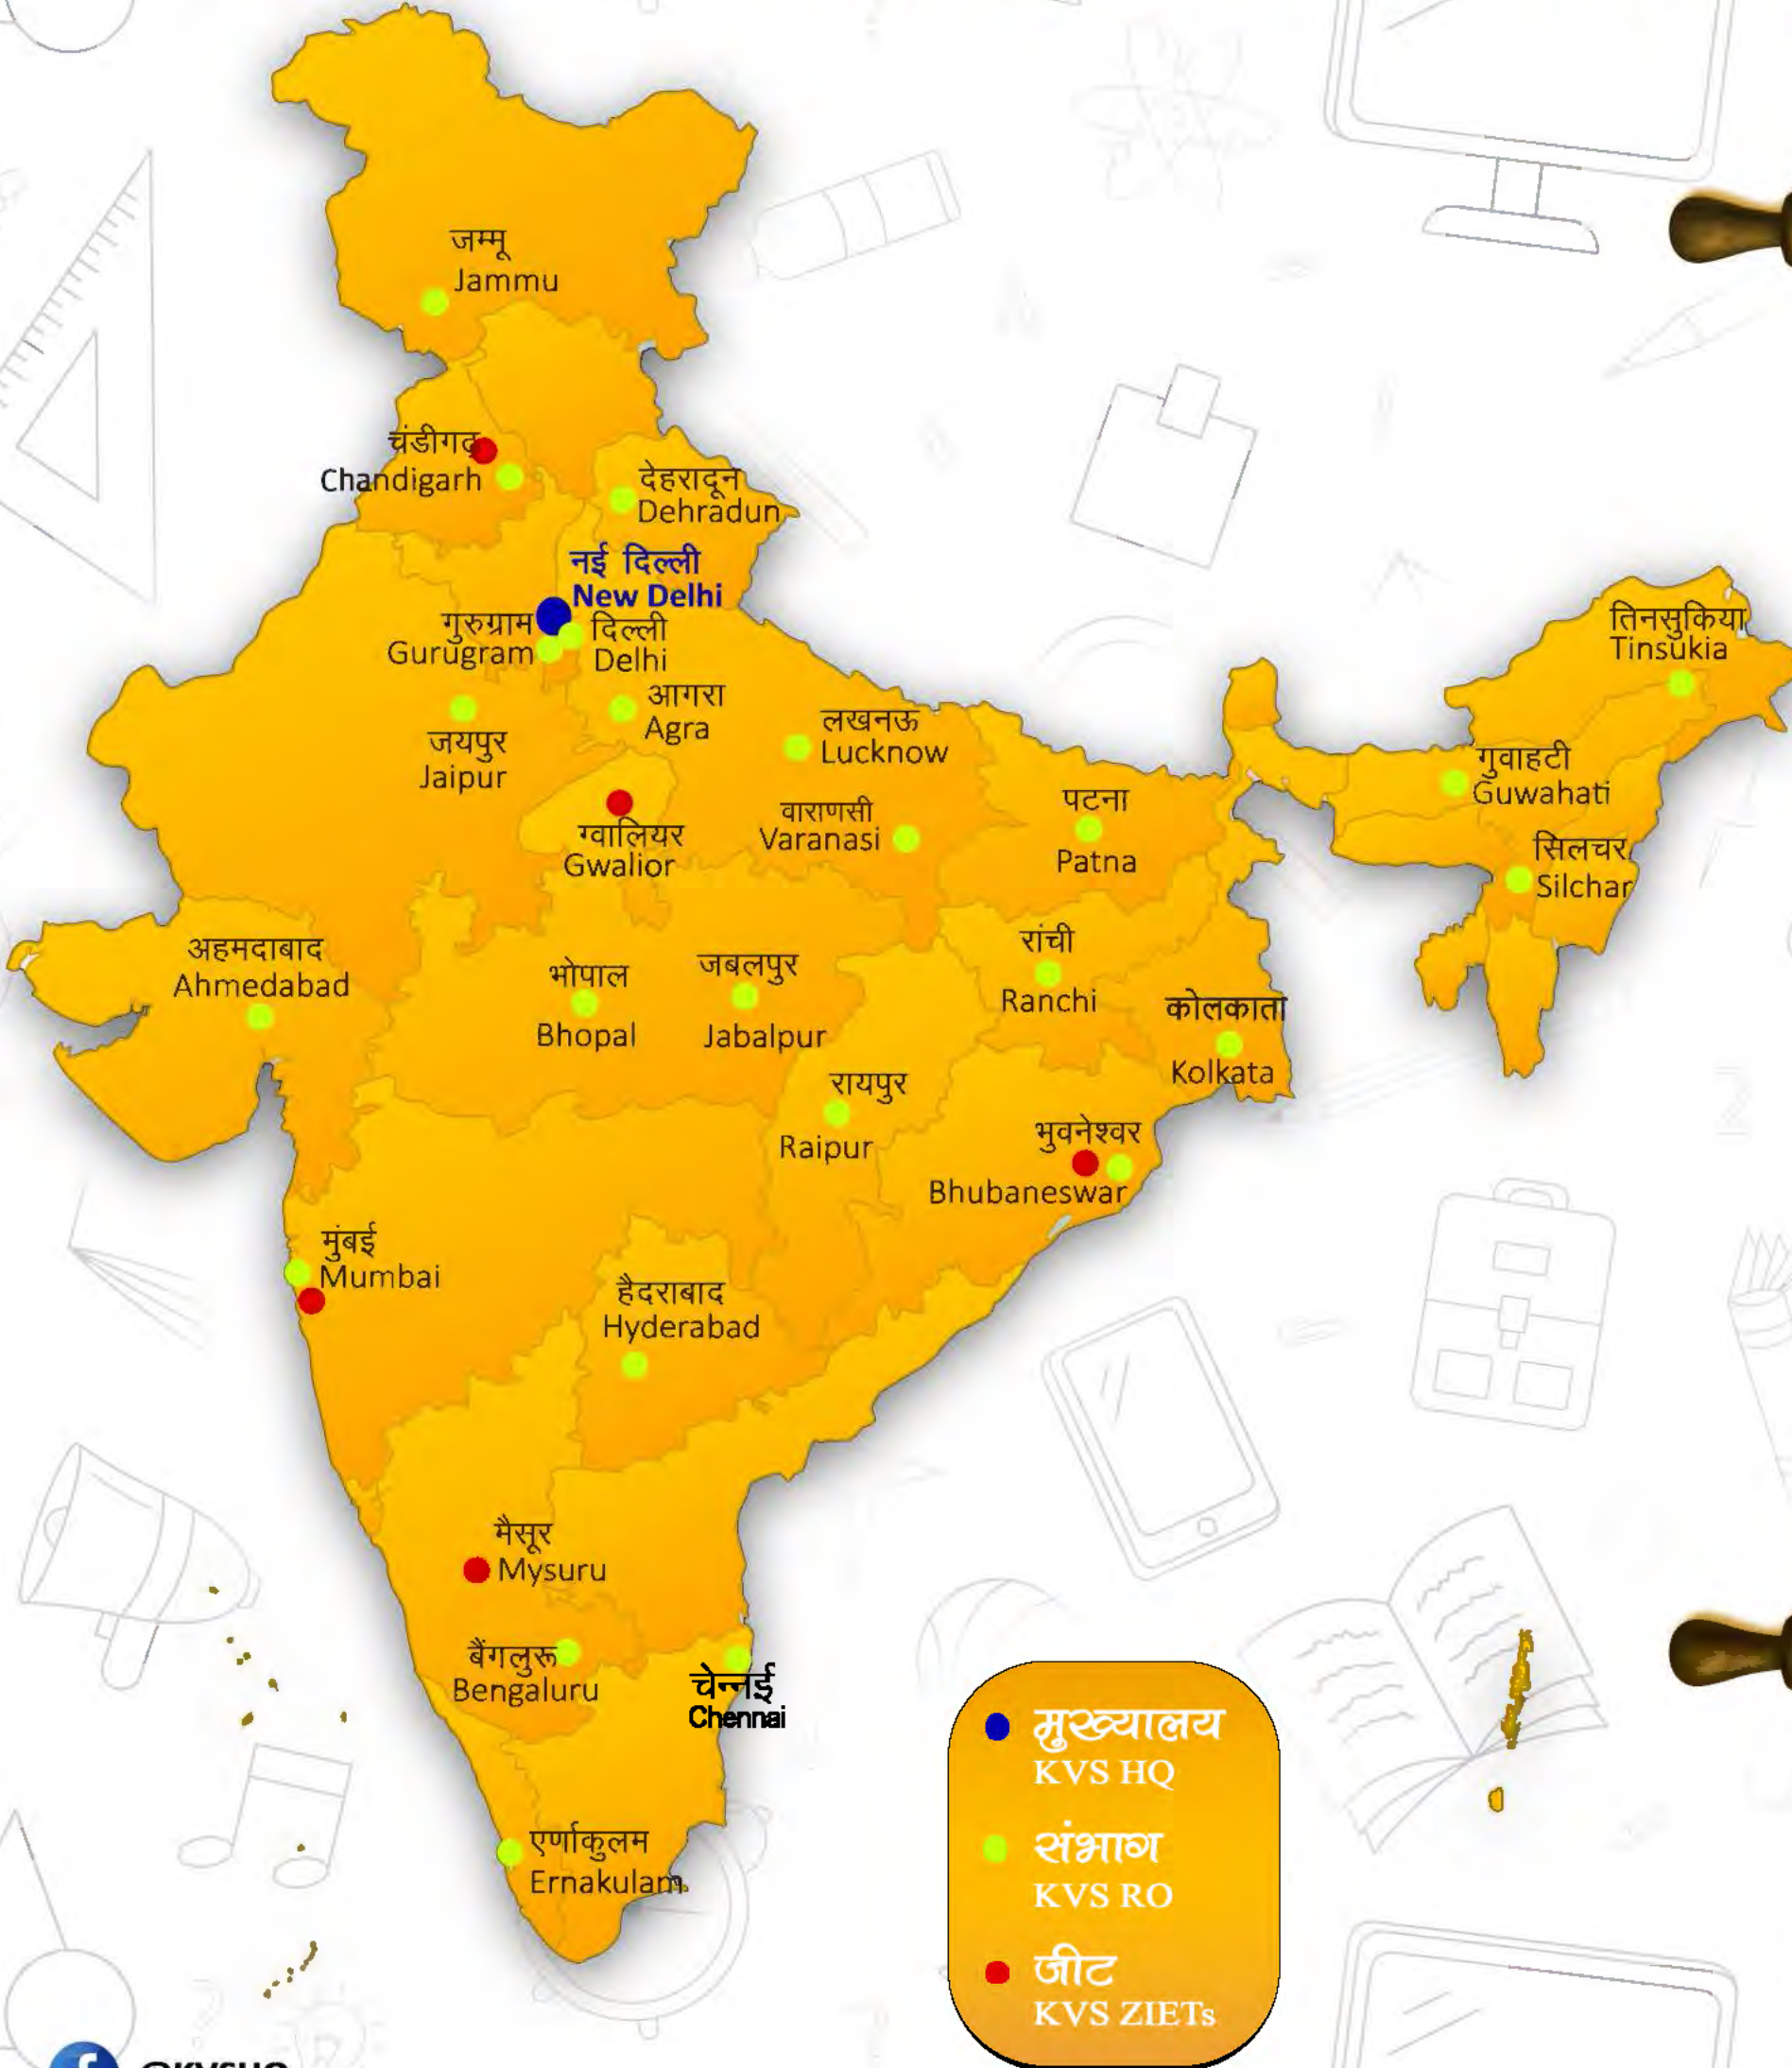 जम्मू
Jammu
चंडीगढ़
Chandigarh
देहरादून
Dehradun
नई दिल्ली
New Delhi
गुरुग्राम
Gurugram
दिल्ली
Delhi
आगरा
Agra
जयपुर
Jaipur
लखनऊ
Lucknow
ग्वालियर
Gwalior
वाराणसी
Varanasi
पटना
Patna
तिनसुकिया
Tinsukia
गुवाहटी
Guwahati
सिलचर
Silchar
अहमदाबाद
Ahmedabad
भोपाल
Bhopal
जबलपुर
Jabalpur
रांची
Ranchi
कोलकाता
Kolkata
रायपुर
Raipur
भुवनेश्वर
Bhubaneswar
मुंबई
Mumbai
हैदराबाद
Hyderabad
मैसूर
Mysuru
बैंगलुरू
Bengaluru
चेन्नई
Chennai
एर्णाकुलम
Ernakulam
मुख्यालय
KVS HQ
संभाग
KVS RO
जीट
KVS ZIETs